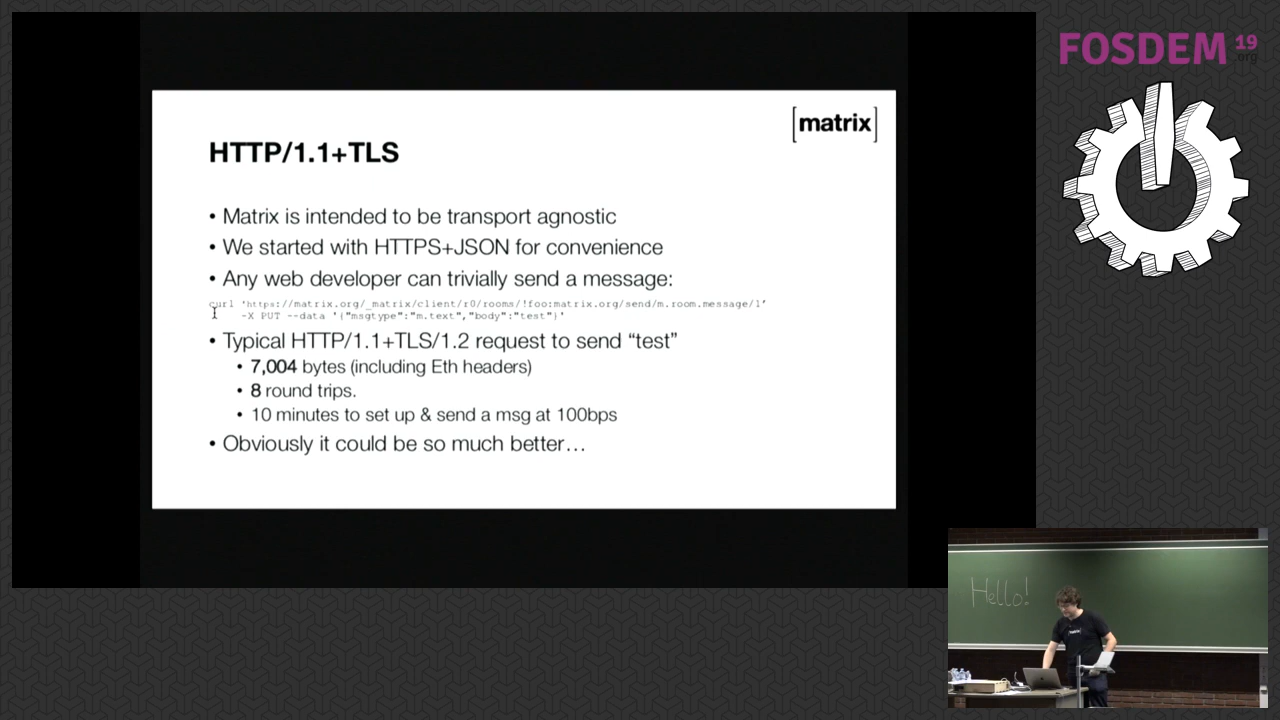 FOSDEM 19
.org
[matrix]
HTTP/1.1+TLS
• Matrix is intended to be transport agnostic
• We started with HTTPS+JSON for convenience
• Any web developer can trivially send a message:
curl 'https://matrix.org/_matrix/client/r0/rooms/!foo:matrix.org/send/m.room.message/1'
-X PUT --data '{"msgtype":"m.text","body":"test"}'
• Typical HTTP/1.1+TLS/1.2 request to send “test”
• 7,004 bytes (including Eth headers)
• 8 round trips.
• 10 minutes to set up & send a msg at 100bps
• Obviously it could be so much better…
Hello!
[matrix]